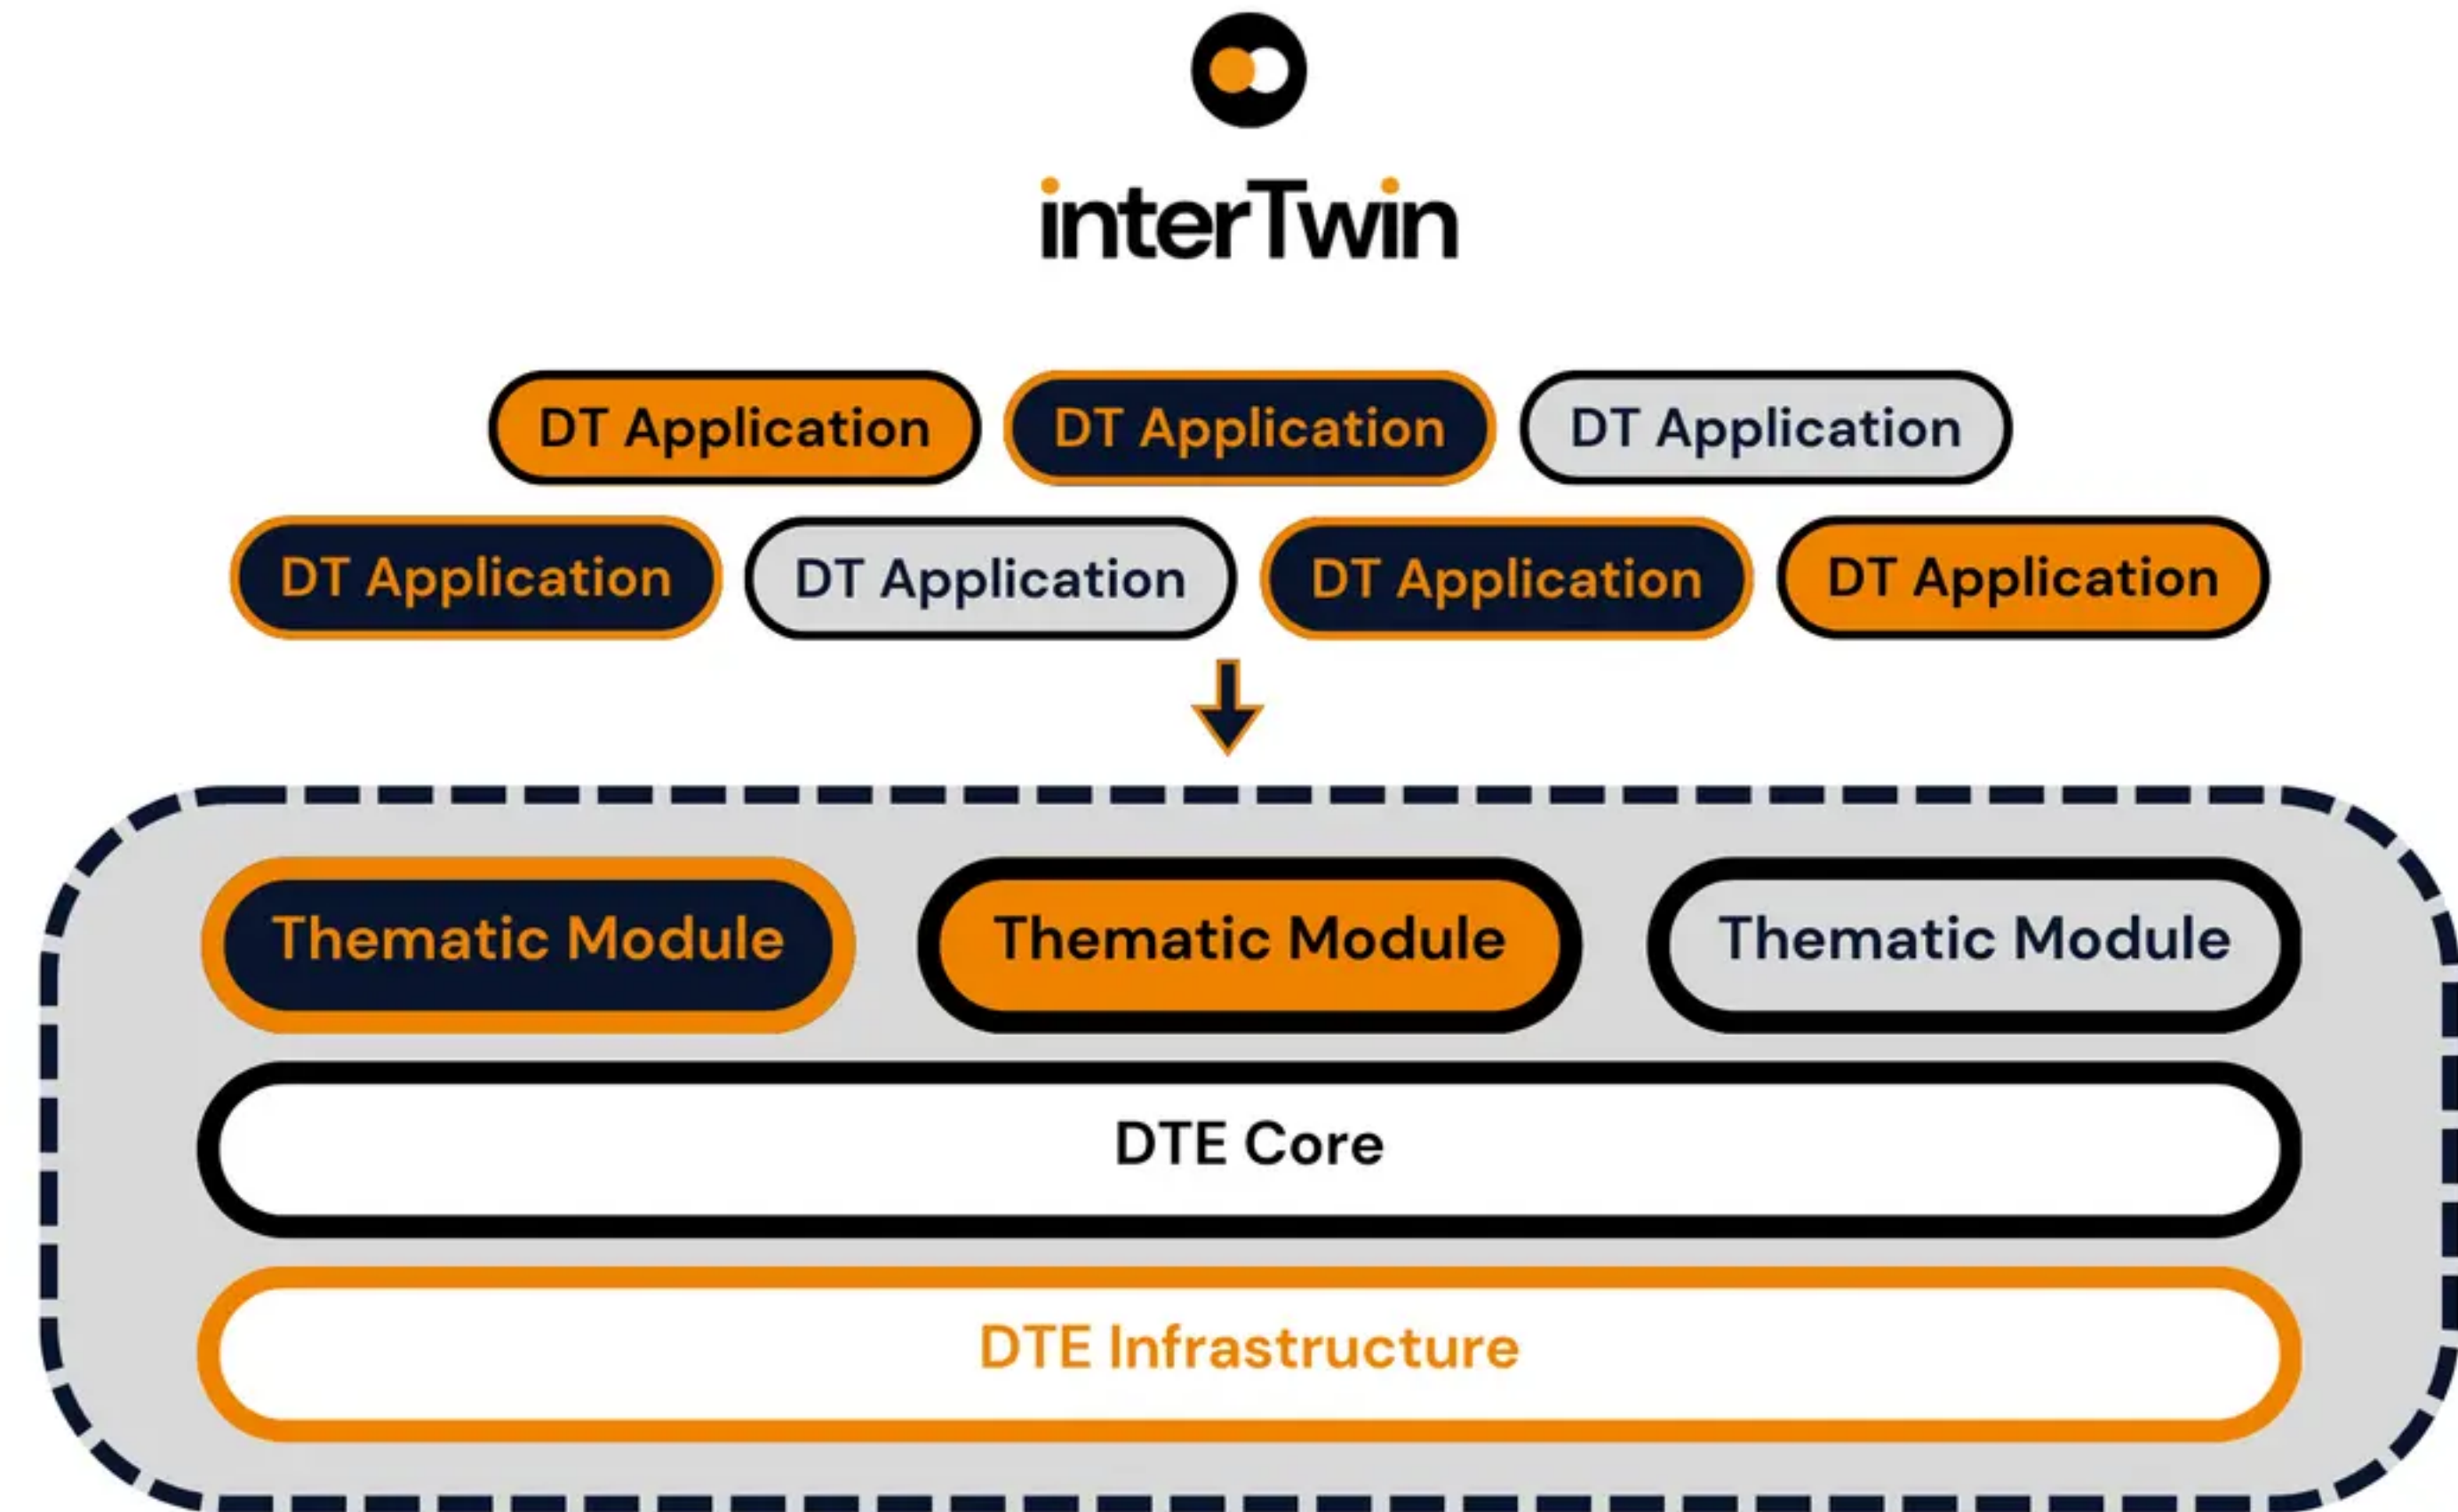 interTwin
DT Application DT Application DT Application
DT Application DT Application DT Application DT Application
Thematic Module Thematic Module Thematic Module
DTE Core
DTE Infrastructure